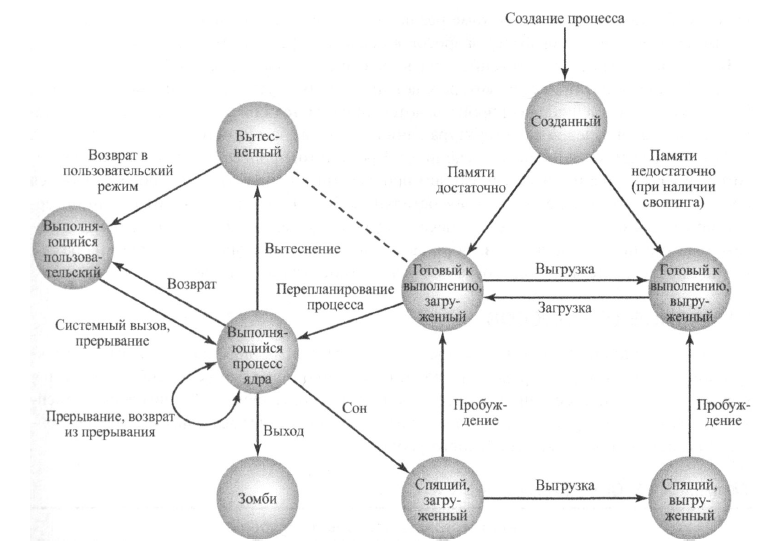 Создание процесса
Созданный
Вытес-
ненный
Возврат в
пользовательский
режим
Памяти
достаточно
Памяти
недостаточно
(при наличии
свопинга)
Выполня-
ющийся
пользова-
тельский
Вытеснение
Возврат
Перепланирование
процесса
Готовый к
выполнению,
загру-
женный
Выгрузка
Загрузка
Готовый к
выполнению,
выгру-
женный
Системный вызов,
прерывание
Выполня-
ющийся
процесс
ядра
Прерывание, возврат
из прерывания
Сон
Выход
Пробуж-
дение
Пробуж-
дение
Зомби
Спящий,
загру-
женный
Выгрузка
Спящий,
выгру-
женный